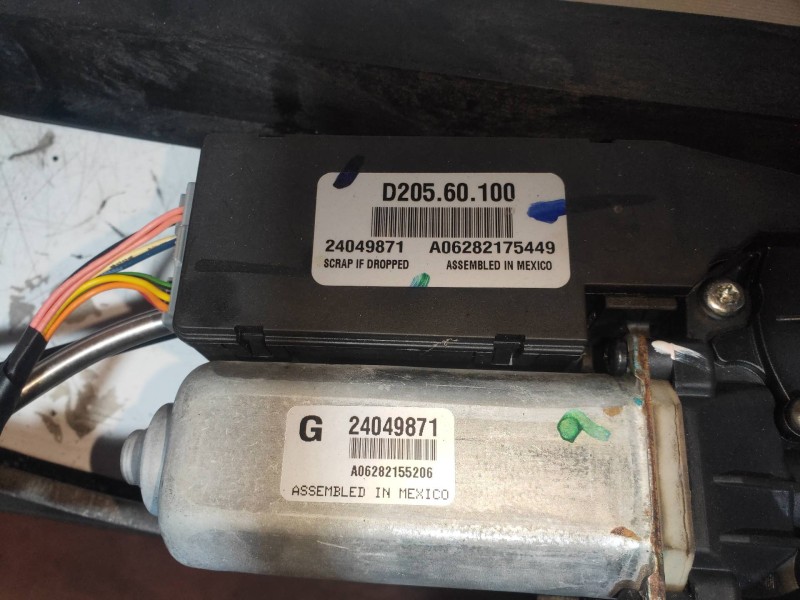 D205.60.100
24049871 A06282175449
SCRAP IF DROPPED ASSEMBLED IN MEXICO
G 24049871
A06282155206
ASSEMBLED IN MEXICO